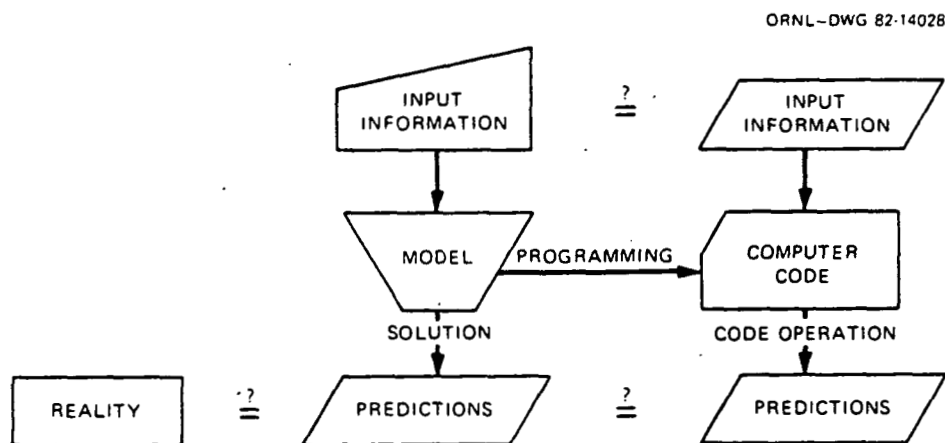 ORNL-DWG 82-14028
INPUT
INFORMATION
?
=
INPUT
INFORMATION
MODEL
PROGRAMMING
COMPUTER
CODE
SOLUTION
CODE OPERATION
REALITY
?
=
PREDICTIONS
?
=
PREDICTIONS